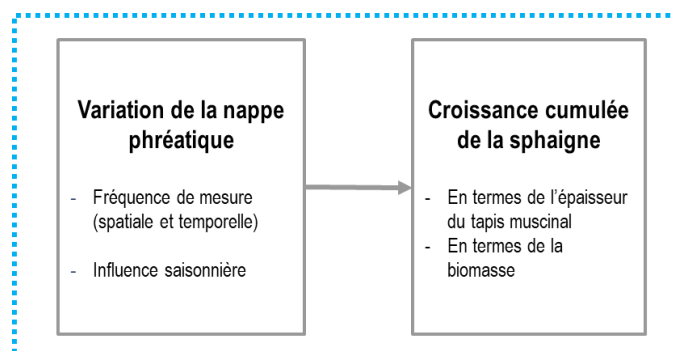 Variation de la nappe
phréatique
- Fréquence de mesure
(spatiale et temporelle)
- Influence saisonnière
Croissance cumulée
de la sphaigne
- En termes de l'épaisseur
du tapis muscinal
- En termes de la
biomasse